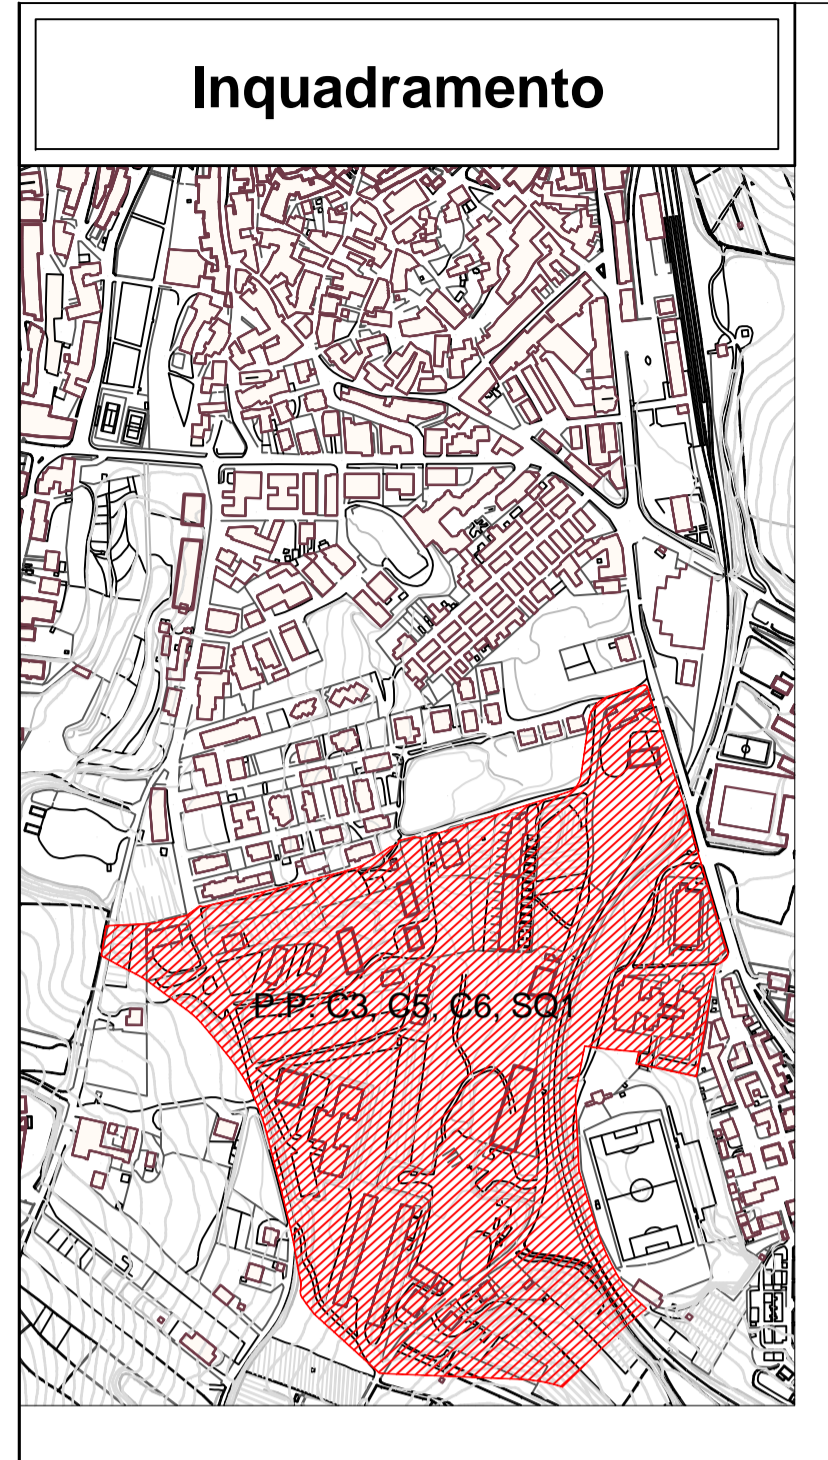 Inquadramento
P.P. C3, C5, C6, SQ1